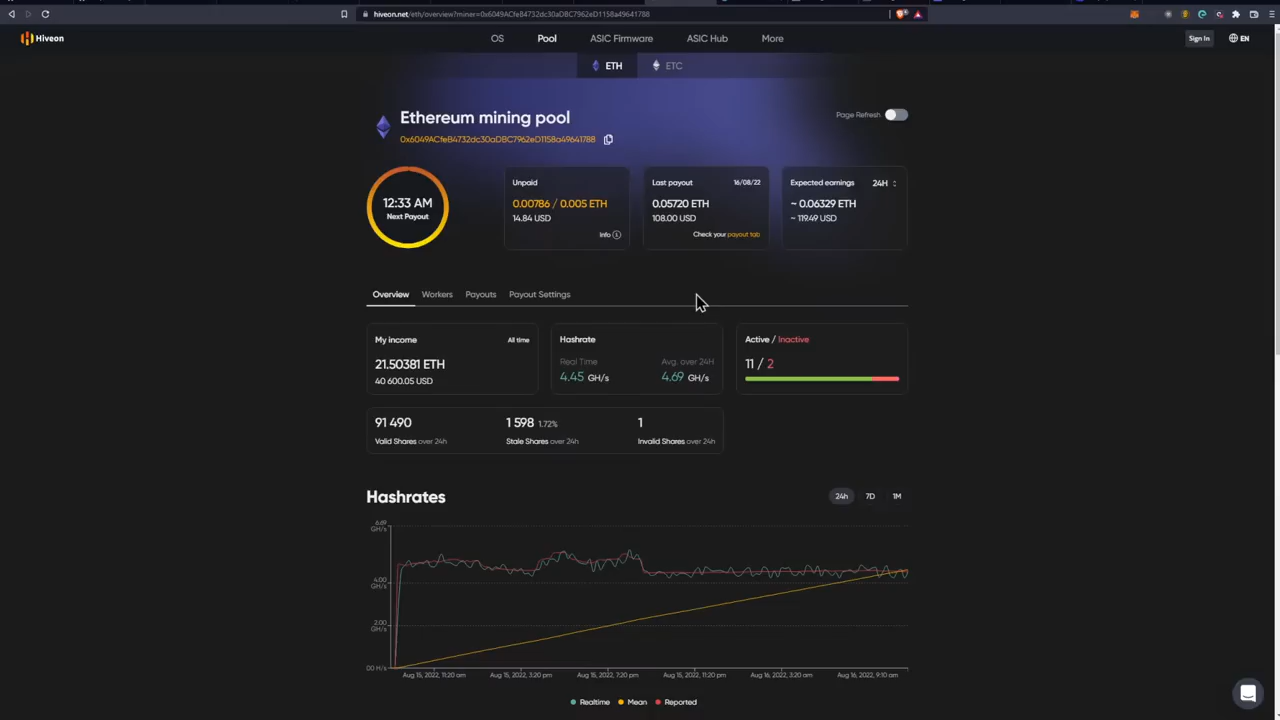 hiveon.net/eth/overview?miner=0x6049ACfeB4732dc30aDBC7962eD1158a49641788
Hiveon
OS
Pool
ASIC Firmware
ASIC Hub
More
Sign In
EN
ETH
ETC
Ethereum mining pool
0x6049ACfeB4732dc30aDBC7962eD1158a49641788
Page Refresh
12:33 AM
Next Payout
Unpaid
0.00786 / 0.005 ETH
14.84 USD
Info
Last payout
16/08/22
0.05720 ETH
108.00 USD
Check your payout tab
Expected earnings
24H
~ 0.06329 ETH
~ 119.49 USD
Overview
Workers
Payouts
Payout Settings
My income
All time
21.50381 ETH
40 600.05 USD
Hashrate
Real Time
Avg. over 24H
4.45 GH/s
4.69 GH/s
Active / Inactive
11 / 2
91 490
Valid Shares over 24h
1 598 1.72%
Stale Shares over 24h
1
Invalid Shares over 24h
Hashrates
24h
7D
1M
GH/s
4.00
GH/s
2.00
GH/s
00 H/s
Aug 15, 2022, 11:20 am
Aug 15, 2022, 3:20 pm
Aug 15, 2022, 7:20 pm
Aug 15, 2022, 11:20 pm
Aug 16, 2022, 3:20 am
Aug 16, 2022, 9:10 am
Realtime
Mean
Reported